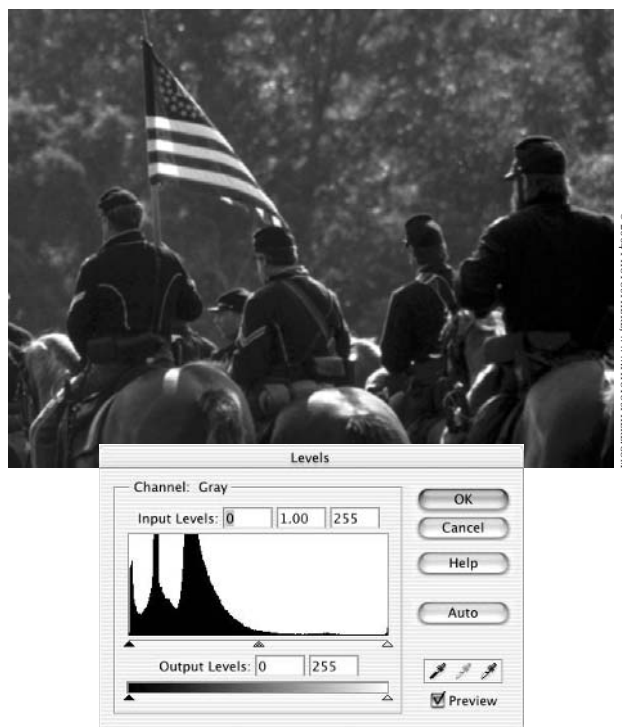 Levels
Channel: Gray
Input Levels: 0 1.00 255
Output Levels: 0 255
OK
Cancel
Help
Auto
Preview